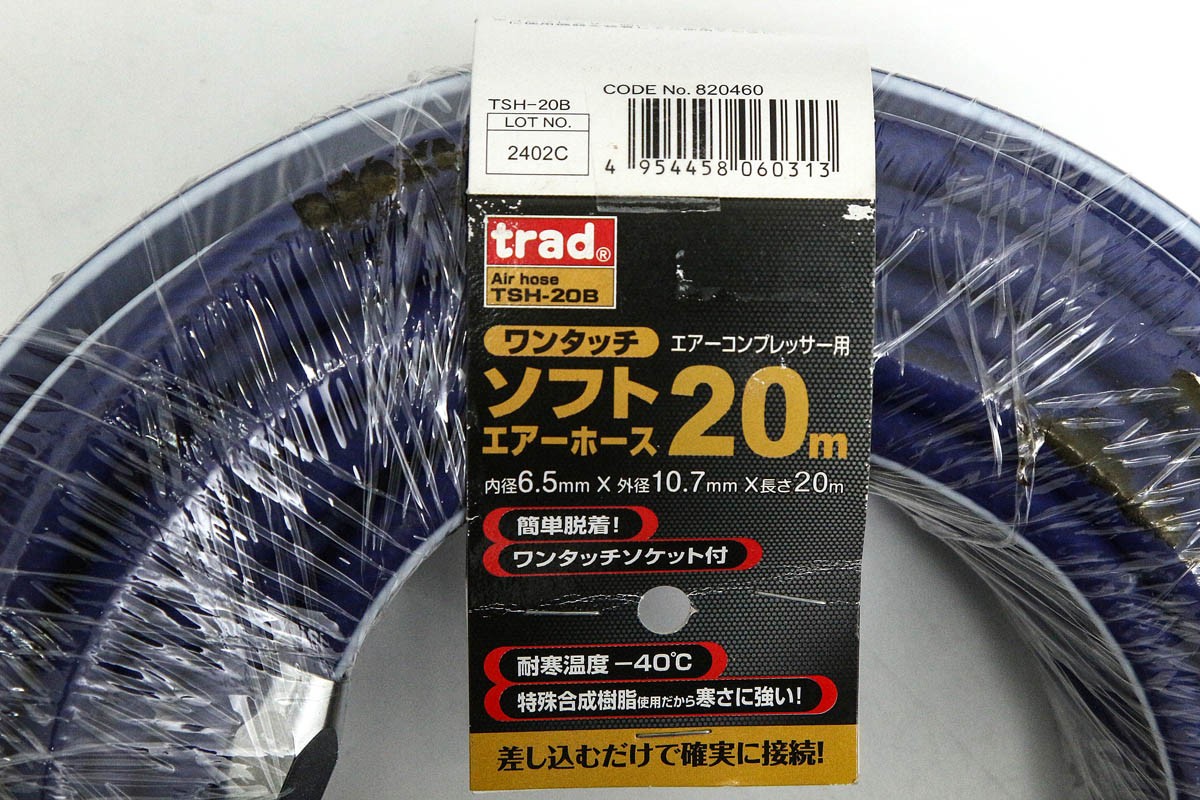 CODE No. 820460
TSH-20B
LOT NO.
2402C
4 954458 060313
trad®
Air hose
TSH-20B
ワンタッチ エアーコンプレッサー用
ソフト
エアーホース 20m
内径6.5mm×外径10.7mm×長さ20m
簡単脱着!
ワンタッチソケット付
耐寒温度-40℃
特殊合成樹脂使用だから寒さに強い!
差し込むだけで確実に接続!